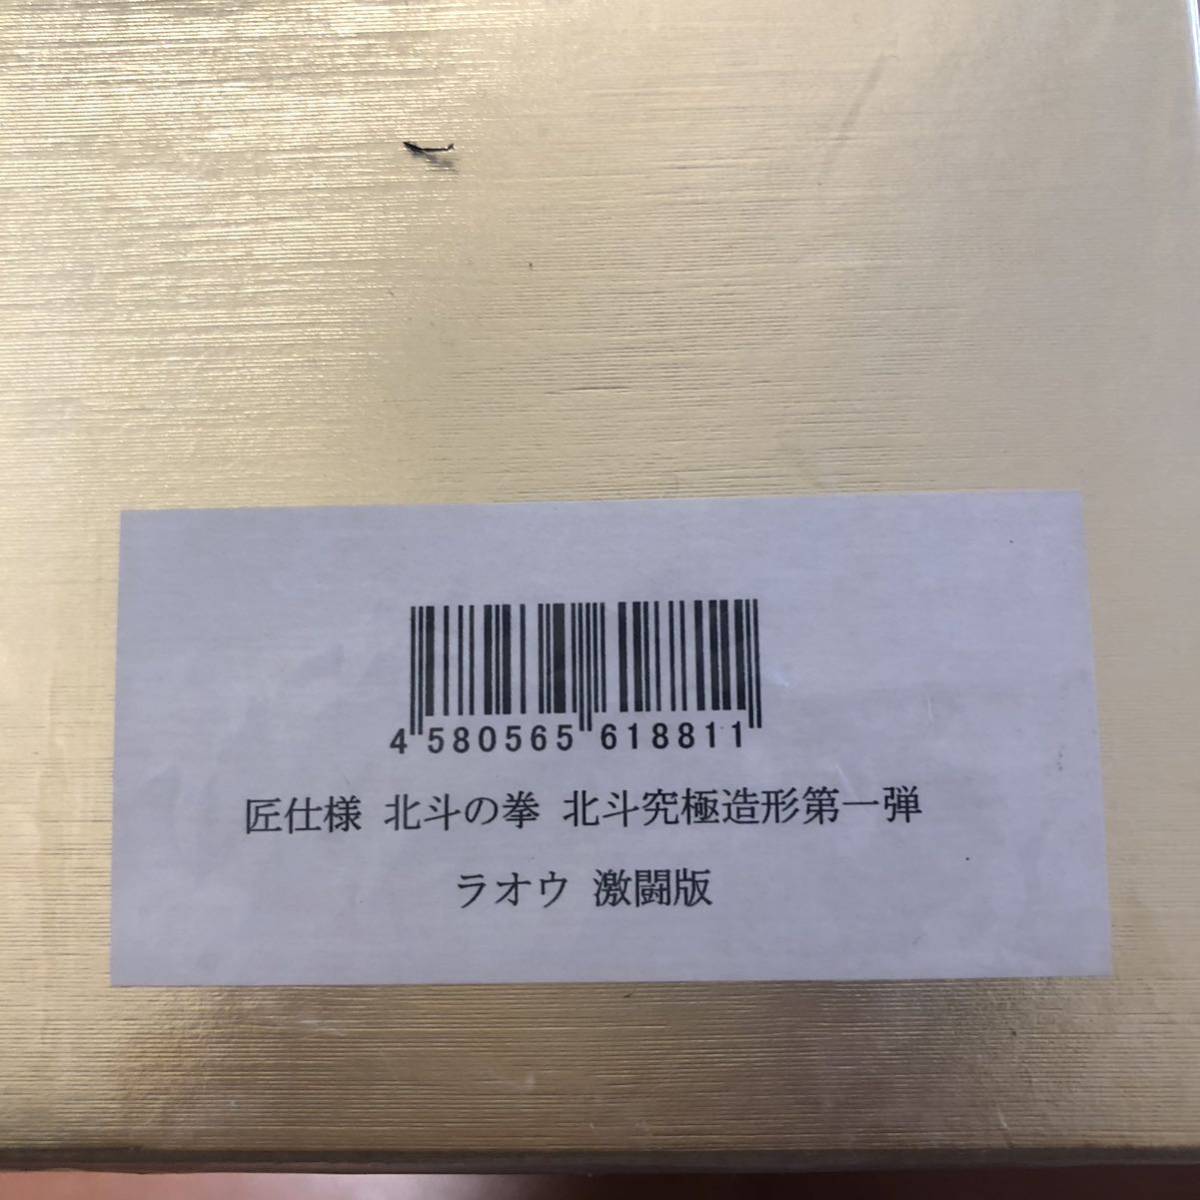 4 580565 618811
匠仕様 北斗の拳 北斗究極造形第一弾
ラオウ 激闘版